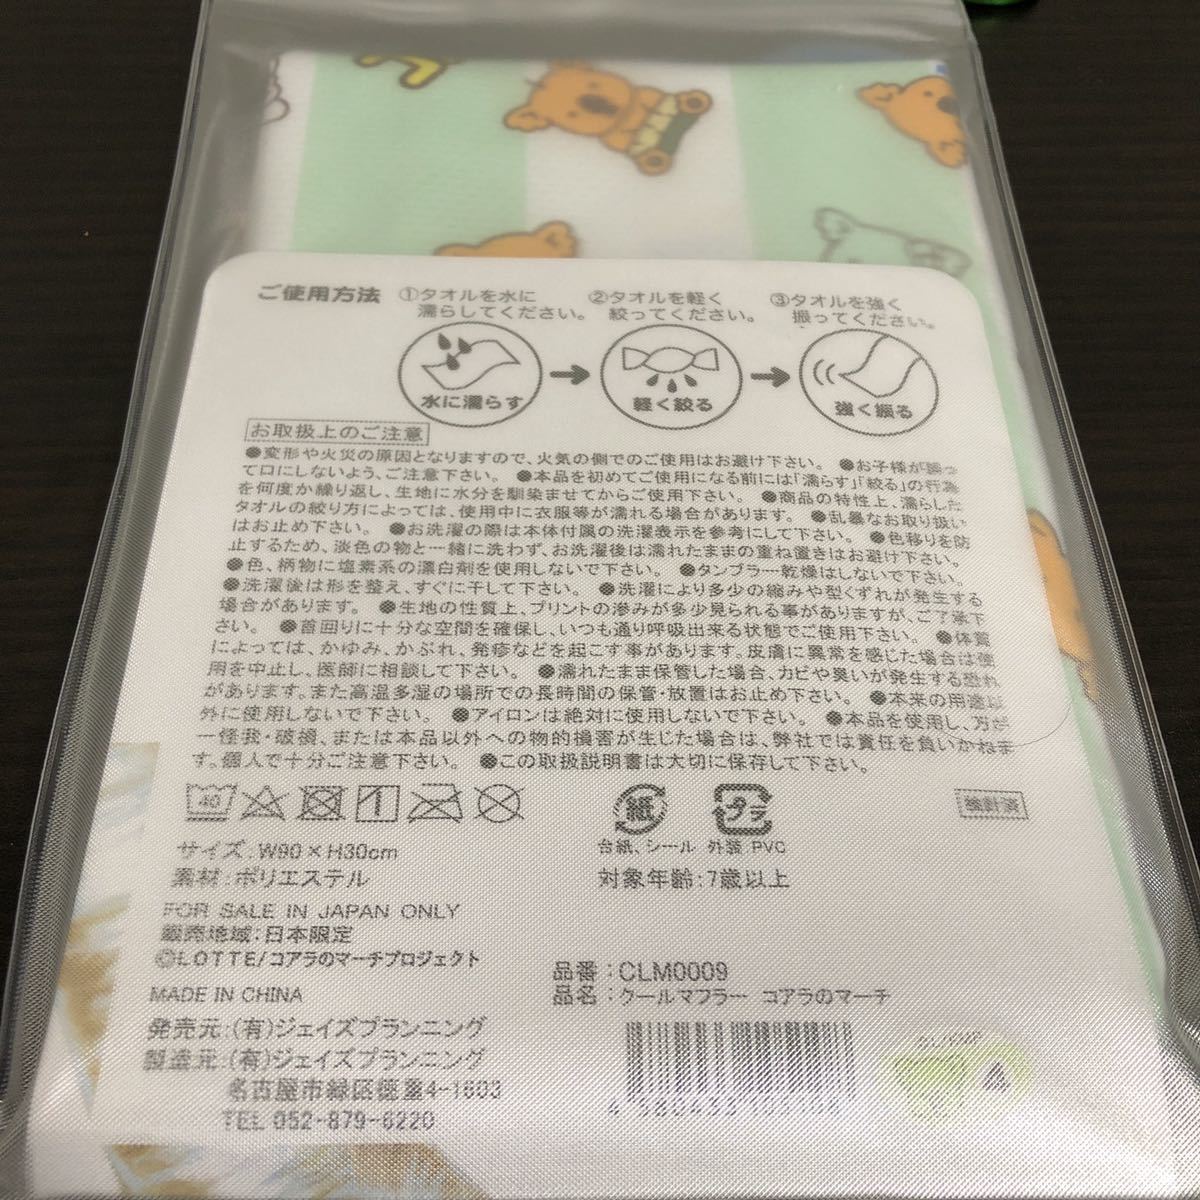 ご使用方法
①タオルを水に
濡らしてください。
②タオルを軽く
絞ってください。
③タオルを強く
振ってください。
水に濡らす
軽く絞る
強く振る
お取扱上のご注意
●変形や火災の原因となりますので、火気の側でのご使用はお避け下さい。 ●お子様が誤っ
て口にしないよう、ご注意下さい。 ●本品を初めてご使用になる前には「濡らす」「絞る」の行為
を何度か繰り返し、生地に水分を馴染ませてからご使用下さい。 ●商品の特性上、濡らした
タオルの絞り方によっては、使用中に衣服等が濡れる場合があります。 ●乱暴なお取り扱い
はお止め下さい。 ●お洗濯の際は本体付属の洗濯表示を参考にして下さい。 ●色移りを防
止するため、淡色の物と一緒に洗わず、お洗濯後は濡れたままの重ね置きはお避け下さい。
●色、柄物に塩素系の漂白剤を使用しないで下さい。 ●タンブラー乾燥はしないで下さい。
●洗濯後は形を整え、すぐに干して下さい。 ●洗濯により多少の縮みや型くずれが発生する
場合があります。 ●生地の性質上、プリントの滲みが多少見られる事がありますが、ご了承下
さい。 ●首回りに十分な空間を確保し、いつも通り呼吸出来る状態でご使用下さい。 ●体質
によっては、かゆみ、かぶれ、発疹などを起こす事があります。皮膚に異常を感じた場合は使
用を中止し、医師に相談して下さい。 ●濡れたまま保管した場合、カビや臭いが発生する恐れ
があります。また高温多湿の場所での長時間の保管・放置はお止め下さい。 ●本来の用途以
外に使用しないで下さい。 ●アイロンは絶対に使用しないで下さい。 ●本品を使用し、万が
一怪我・破損、または本品以外への物的損害が生じた場合は、弊社では責任を負いかねま
す。個人で十分ご注意下さい。 ●この取扱説明書は大切に保存して下さい。
40
紙
プラ
検針済
台紙、シール 外装 PVC
サイズ:W90×H30cm
素材:ポリエステル
対象年齢:7歳以上
FOR SALE IN JAPAN ONLY
販売地域:日本限定
©LOTTE/コアラのマーチプロジェクト
MADE IN CHINA
品番:CLM0009
品名:クールマフラー コアラのマーチ
発売元:(有)ジェイズプランニング
製造元:(有)ジェイズプランニング
名古屋市緑区徳重4-1603
TEL 052-879-6220